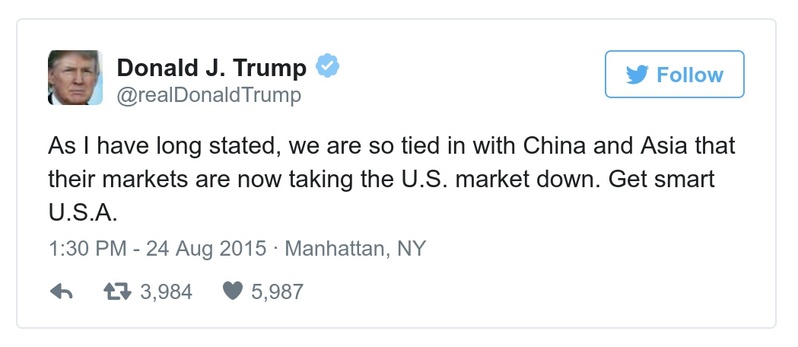 Donald J. Trump
@realDonaldTrump
Follow
As I have long stated, we are so tied in with China and Asia that
their markets are now taking the U.S. market down. Get smart
U.S.A.
1:30 PM - 24 Aug 2015 · Manhattan, NY
3,984 5,987